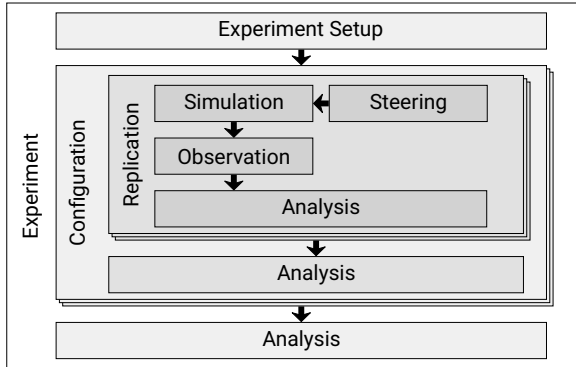 Experiment Setup
Experiment
Configuration
Replication
Simulation
Steering
Observation
Analysis
Analysis
Analysis